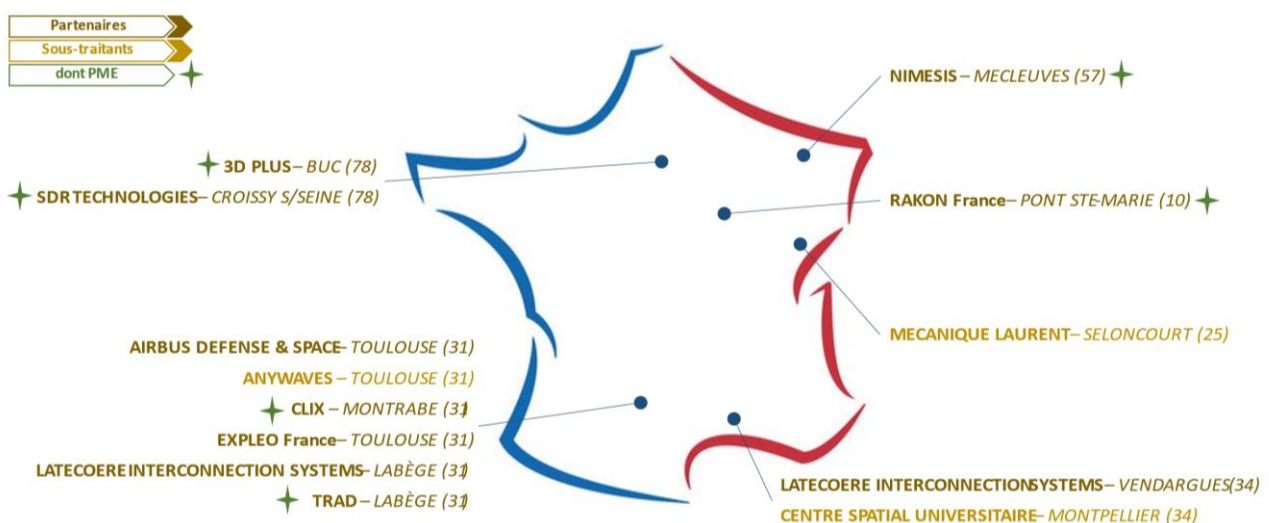 Partenaires
Sous-traitants
dont PME
NIMESIS – MECLEUVES (57)
3D PLUS – BUC (78)
SDR TECHNOLOGIES – CROISSY S/SEINE (78)
RAKON France – PONT STE-MARIE (10)
MECANIQUE LAURENT – SELONCOURT (25)
AIRBUS DEFENSE & SPACE – TOULOUSE (31)
ANYWAVES – TOULOUSE (31)
CLIX – MONTRABE (31)
EXPLEO France – TOULOUSE (31)
LATECOERE INTERCONNECTION SYSTEMS – LABÈGE (31)
TRAD – LABÈGE (31)
LATECOERE INTERCONNECTION SYSTEMS – VENDARGUES (34)
CENTRE SPATIAL UNIVERSITAIRE – MONTPELLIER (34)